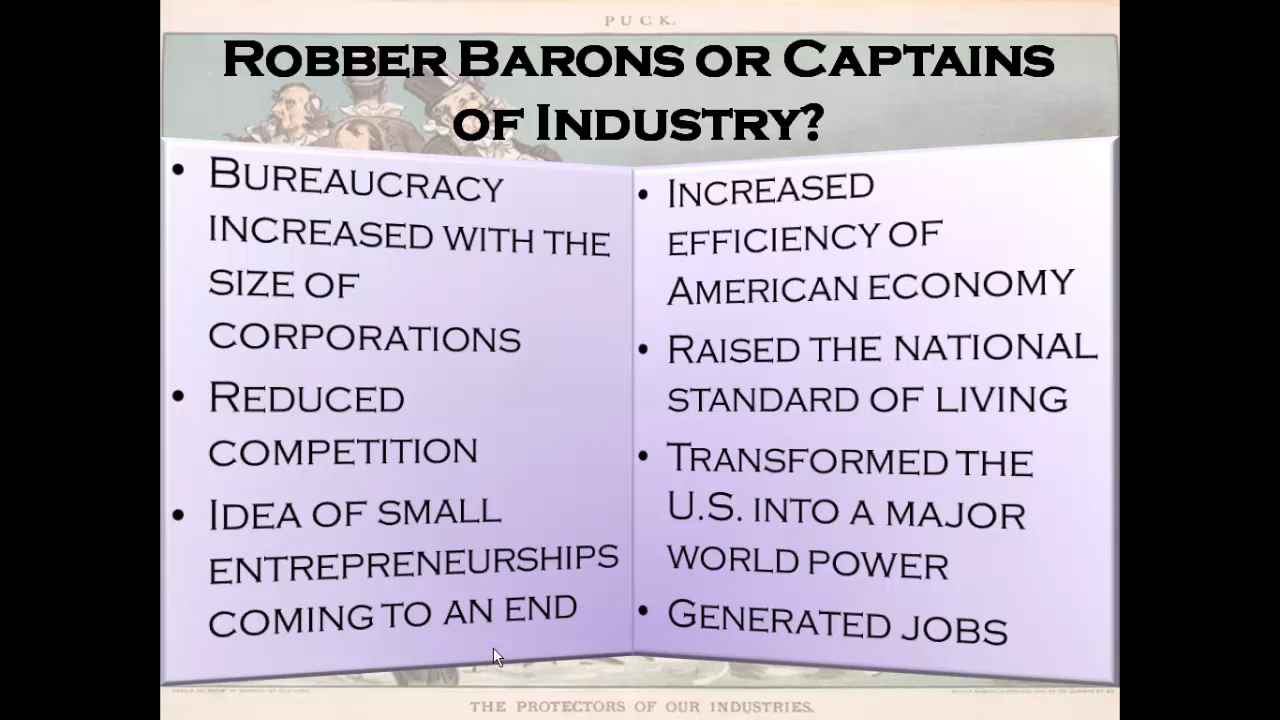 PUCK.
ROBBER BARONS OR CAPTAINS
OF INDUSTRY?
• BUREAUCRACY
INCREASED WITH THE
SIZE OF
CORPORATIONS
• REDUCED
COMPETITION
• IDEA OF SMALL
ENTREPRENEURSHIPS
COMING TO AN END
• INCREASED
EFFICIENCY OF
AMERICAN ECONOMY
• RAISED THE NATIONAL
STANDARD OF LIVING
• TRANSFORMED THE
U.S. INTO A MAJOR
WORLD POWER
• GENERATED JOBS
THE PROTECTORS OF OUR INDUSTRIES.